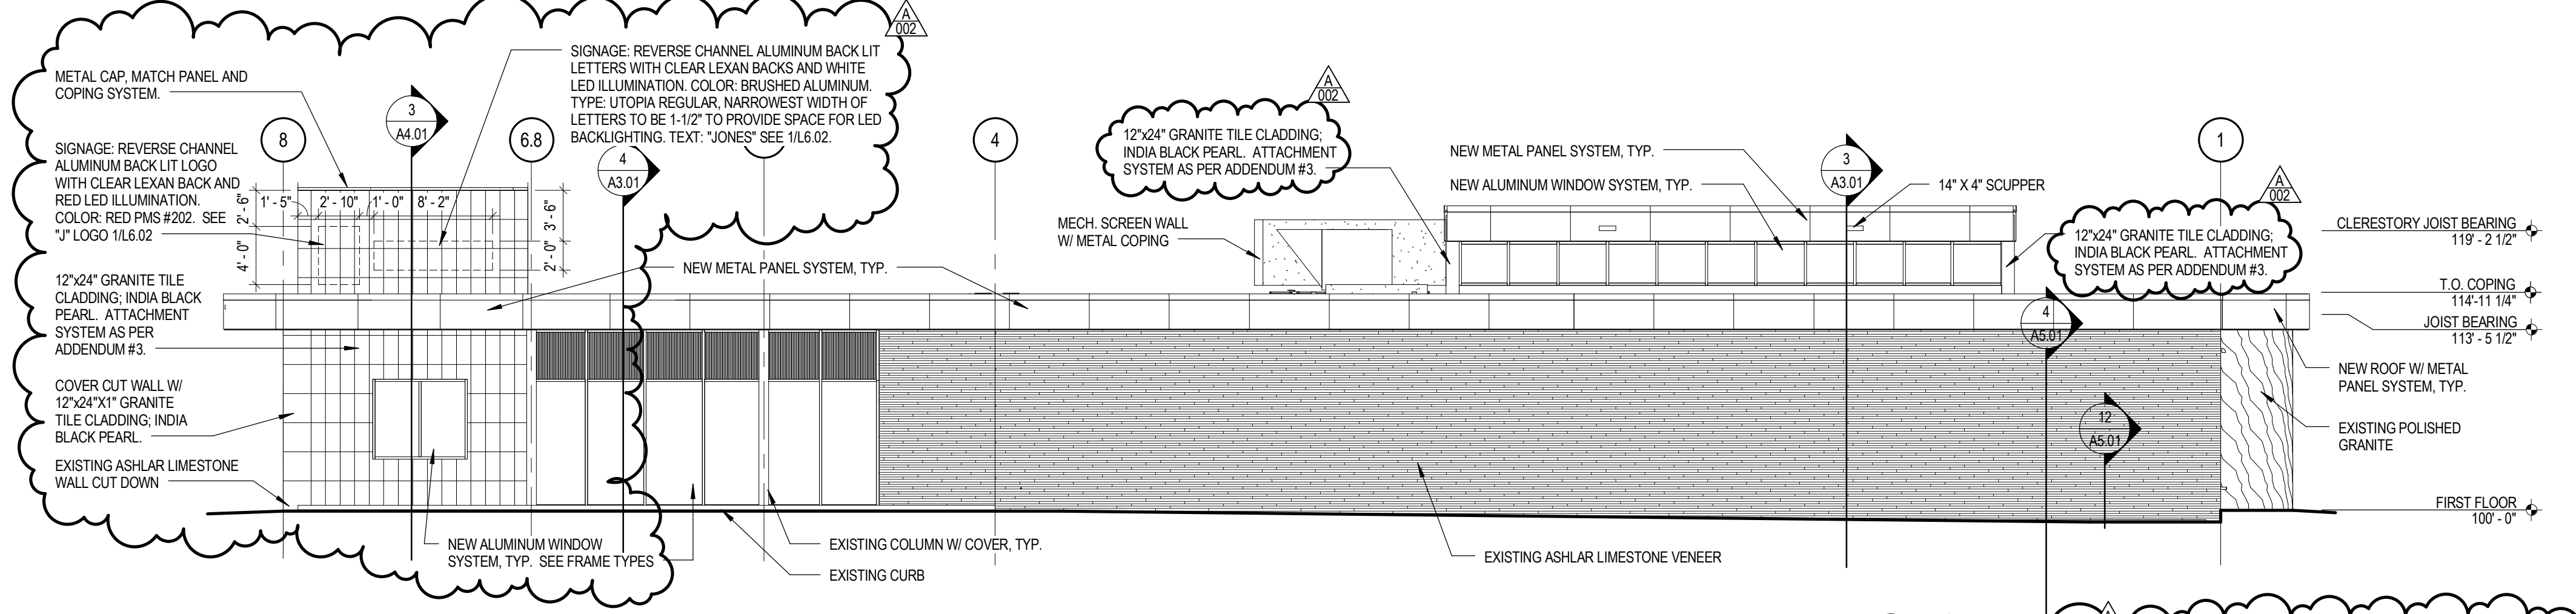 A
002
METAL CAP, MATCH PANEL AND
COPING SYSTEM.
SIGNAGE: REVERSE CHANNEL ALUMINUM BACK LIT
LETTERS WITH CLEAR LEXAN BACKS AND WHITE
LED ILLUMINATION. COLOR: BRUSHED ALUMINUM.
TYPE: UTOPIA REGULAR, NARROWEST WIDTH OF
LETTERS TO BE 1-1/2" TO PROVIDE SPACE FOR LED
BACKLIGHTING. TEXT: "JONES" SEE 1/L6.02.
3
A4.01
8
6.8
4
A3.01
4
SIGNAGE: REVERSE CHANNEL
ALUMINUM BACK LIT LOGO
WITH CLEAR LEXAN BACK AND
RED LED ILLUMINATION.
COLOR: RED PMS #202. SEE
"J" LOGO 1/L6.02
2' - 6"
4' - 0"
1' - 5"
2' - 10"
1' - 0"
8' - 2"
3' - 6"
2' - 0"
12"x24" GRANITE TILE
CLADDING; INDIA BLACK
PEARL. ATTACHMENT
SYSTEM AS PER
ADDENDUM #3.
COVER CUT WALL W/
12"x24"X1" GRANITE
TILE CLADDING; INDIA
BLACK PEARL.
EXISTING ASHLAR LIMESTONE
WALL CUT DOWN
NEW METAL PANEL SYSTEM, TYP.
NEW ALUMINUM WINDOW
SYSTEM, TYP. SEE FRAME TYPES
EXISTING COLUMN W/ COVER, TYP.
EXISTING CURB
A
002
12"x24" GRANITE TILE CLADDING;
INDIA BLACK PEARL. ATTACHMENT
SYSTEM AS PER ADDENDUM #3.
MECH. SCREEN WALL
W/ METAL COPING
NEW METAL PANEL SYSTEM, TYP.
NEW ALUMINUM WINDOW SYSTEM, TYP.
3
A3.01
14" X 4" SCUPPER
1
A
002
12"x24" GRANITE TILE CLADDING;
INDIA BLACK PEARL. ATTACHMENT
SYSTEM AS PER ADDENDUM #3.
4
A5.01
12
A5.01
EXISTING ASHLAR LIMESTONE VENEER
CLERESTORY JOIST BEARING
119' - 2 1/2"
T.O. COPING
114'-11 1/4"
JOIST BEARING
113' - 5 1/2"
NEW ROOF W/ METAL
PANEL SYSTEM, TYP.
EXISTING POLISHED
GRANITE
FIRST FLOOR
100' - 0"